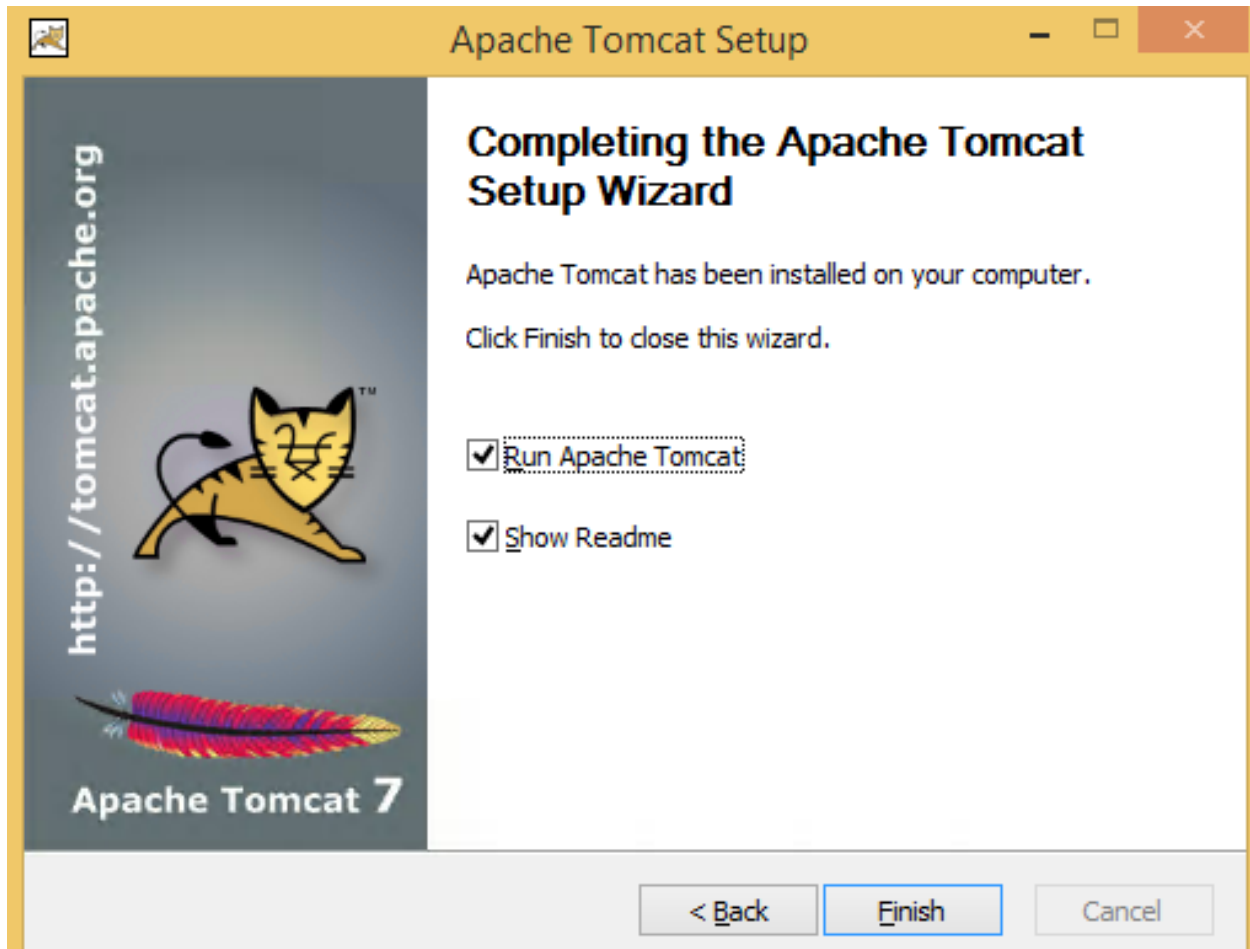 Apache Tomcat Setup
http://tomcat.apache.org
TM
Apache Tomcat 7
Completing the Apache Tomcat
Setup Wizard
Apache Tomcat has been installed on your computer.
Click Finish to close this wizard.
Run Apache Tomcat
Show Readme
< Back
Finish
Cancel